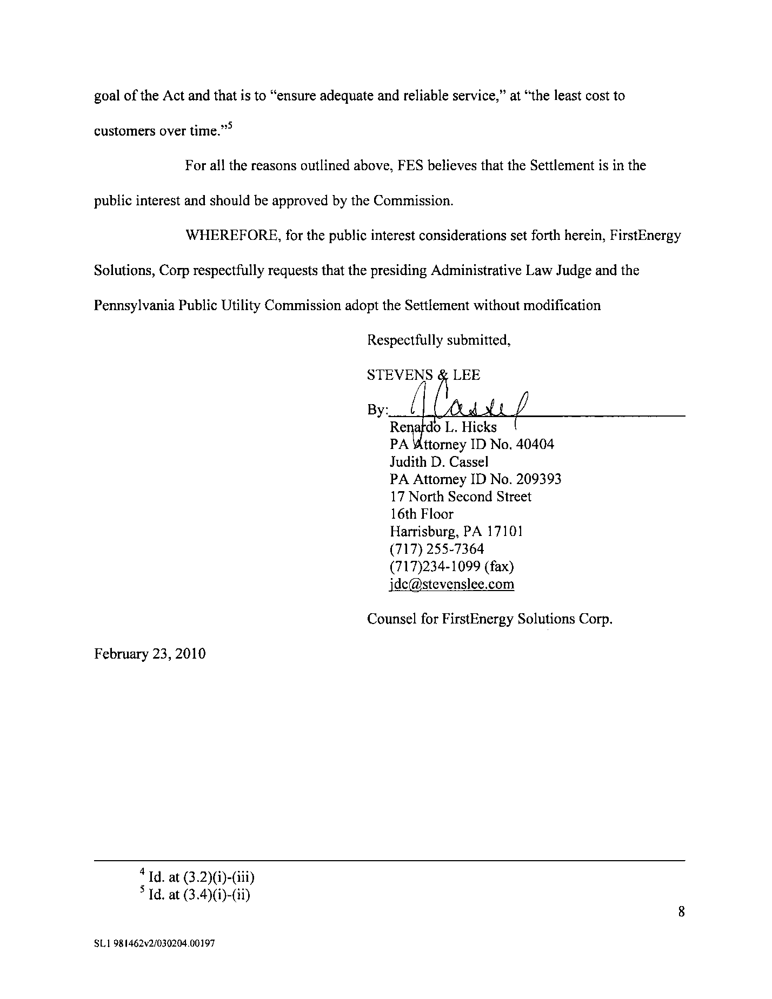 goal of the Act and that is to “ensure adequate and reliable service,” at “the least cost to
customers over time.”5
For all the reasons outlined above, FES believes that the Settlement is in the
public interest and should be approved by the Commission.
WHEREFORE, for the public interest considerations set forth herein, FirstEnergy
Solutions, Corp respectfully requests that the presiding Administrative Law Judge and the
Pennsylvania Public Utility Commission adopt the Settlement without modification
Respectfully submitted,
STEVENS & LEE
By: J Cassel
Renardo L. Hicks
PA Attorney ID No. 40404
Judith D. Cassel
PA Attorney ID No. 209393
17 North Second Street
16th Floor
Harrisburg, PA 17101
(717) 255-7364
(717)234-1099 (fax)
jdc@stevenslee.com
Counsel for FirstEnergy Solutions Corp.
February 23, 2010
4 Id. at (3.2)(i)-(iii)
5 Id. at (3.4)(i)-(ii)
8
SL1 981462v2/030204.00197